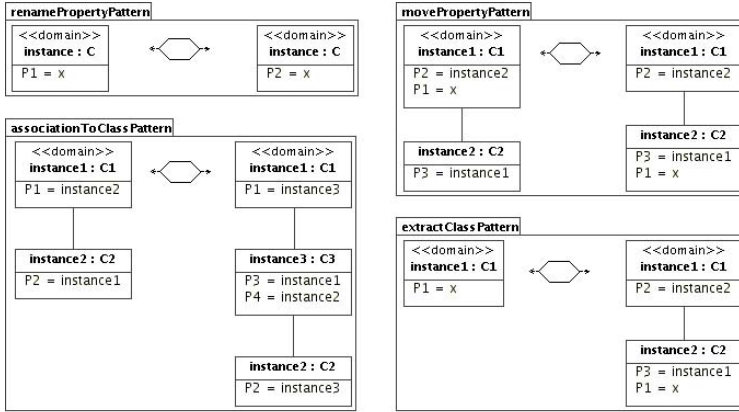 renamePropertyPattern
<<domain>>
instance : C
P1 = x
<<domain>>
instance : C
P2 = x
associationToClassPattern
<<domain>>
instance1 : C1
P1 = instance2
instance2 : C2
P2 = instance1
<<domain>>
instance1 : C1
P1 = instance3
instance3 : C3
P3 = instance1
P4 = instance2
instance2 : C2
P2 = instance3
movePropertyPattern
<<domain>>
instance1 : C1
P2 = instance2
P1 = x
instance2 : C2
P3 = instance1
<<domain>>
instance1 : C1
P2 = instance2
instance2 : C2
P3 = instance1
P1 = x
extractClassPattern
<<domain>>
instance1 : C1
P1 = x
<<domain>>
instance1 : C1
P2 = instance2
instance2 : C2
P3 = instance1
P1 = x